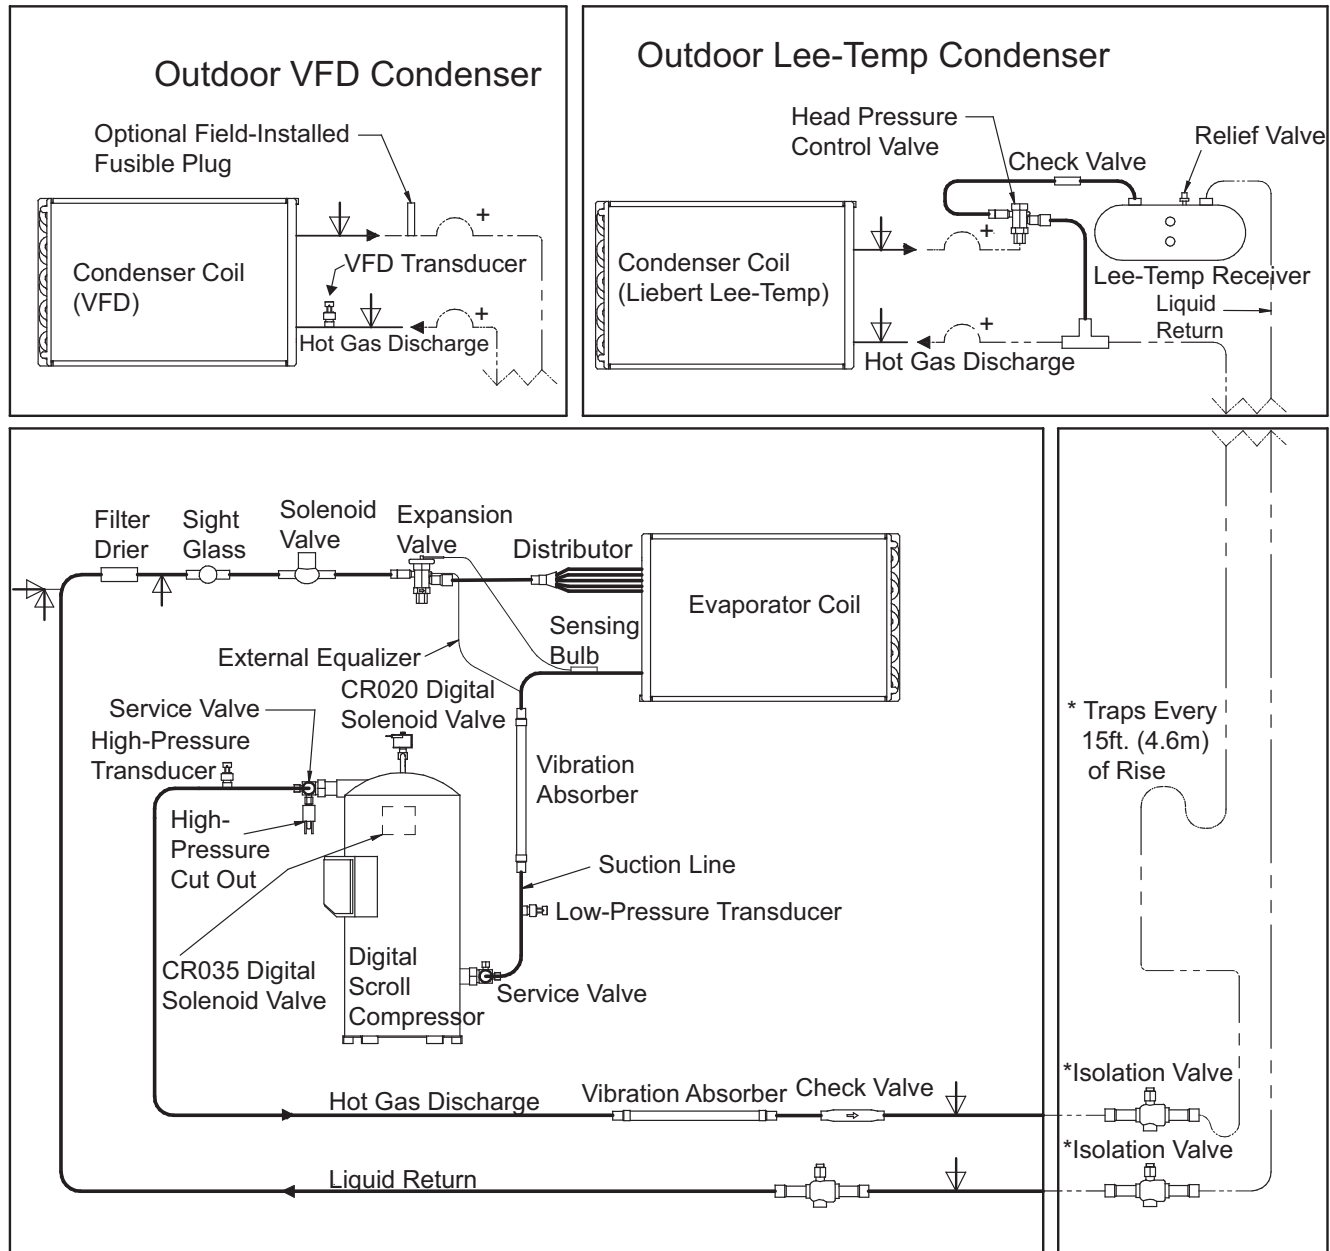 Outdoor VFD Condenser
Optional Field-Installed
Fusible Plug
+
Condenser Coil
(VFD)
VFD Transducer
+
Hot Gas Discharge
Outdoor Lee-Temp Condenser
Head Pressure
Control Valve
Check Valve
Relief Valve
+
Condenser Coil
(Liebert Lee-Temp)
Lee-Temp Receiver
Liquid
Return
+
Hot Gas Discharge
Filter
Drier
Sight
Glass
Solenoid
Valve
Expansion
Valve
Distributor
Evaporator Coil
Sensing
Bulb
External Equalizer
CR020 Digital
Solenoid Valve
Service Valve
High-Pressure
Transducer
Vibration
Absorber
High-
Pressure
Cut Out
Suction Line
Low-Pressure Transducer
CR035 Digital
Solenoid Valve
Digital
Scroll
Compressor
Service Valve
Hot Gas Discharge
Vibration Absorber
Check Valve
Liquid Return
* Traps Every
15ft. (4.6m)
of Rise
*Isolation Valve
*Isolation Valve